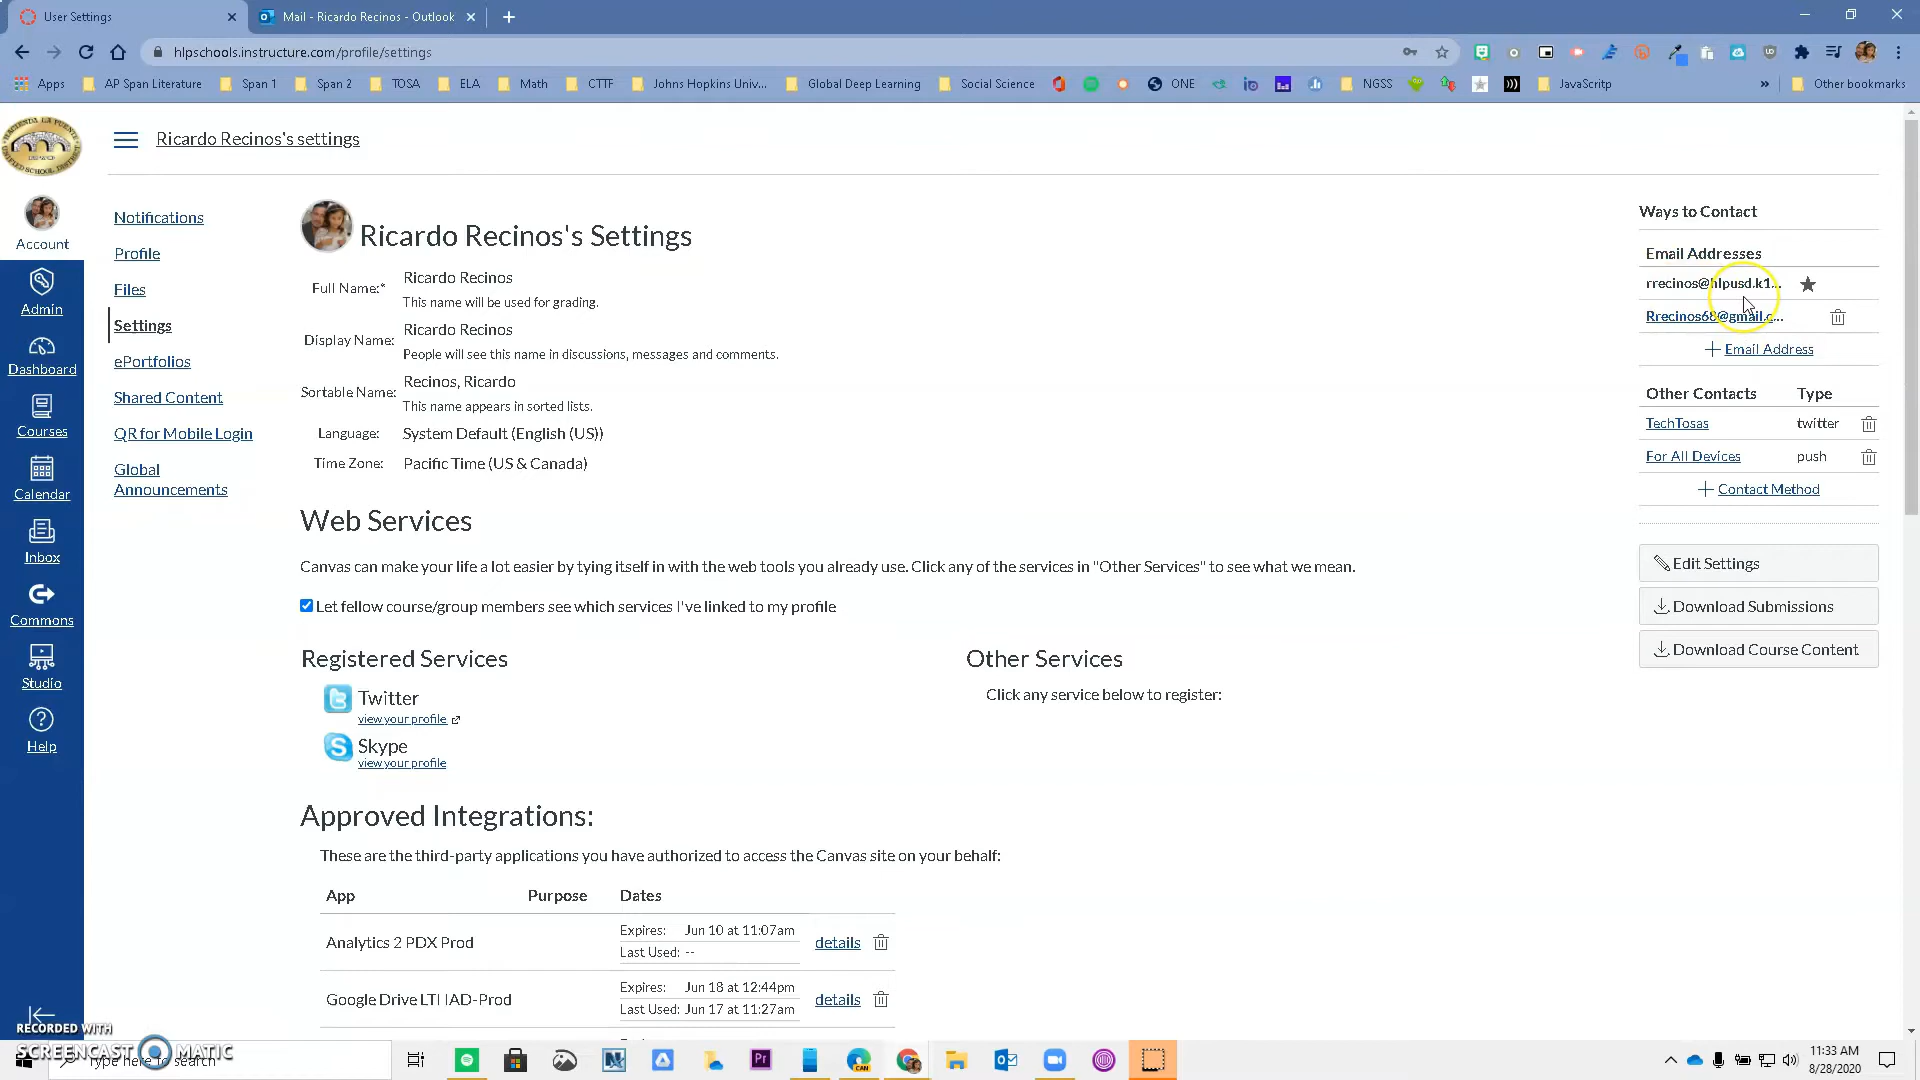 User Settings
Mail - Ricardo Recinos - Outlook
hlpschools.instructure.com/profile/settings
Apps
AP Span Literature
Span 1
Span 2
TOSA
ELA
Math
CTTF
Johns Hopkins Univ...
Global Deep Learning
Social Science
ONE
NGSS
JavaScritp
»
Other bookmarks
Ricardo Recinos's settings
Account
Admin
Dashboard
Courses
Calendar
Inbox
Commons
Studio
Help
Notifications
Profile
Files
Settings
ePortfolios
Shared Content
QR for Mobile Login
Global
Announcements
Ricardo Recinos's Settings
Full Name:* Ricardo Recinos
This name will be used for grading.
Display Name: Ricardo Recinos
People will see this name in discussions, messages and comments.
Sortable Name: Recinos, Ricardo
This name appears in sorted lists.
Language: System Default (English (US))
Time Zone: Pacific Time (US & Canada)
Web Services
Canvas can make your life a lot easier by tying itself in with the web tools you already use. Click any of the services in "Other Services" to see what we mean.
Let fellow course/group members see which services I've linked to my profile
Registered Services
Twitter
view your profile
Skype
view your profile
Other Services
Click any service below to register:
Approved Integrations:
These are the third-party applications you have authorized to access the Canvas site on your behalf:
App Purpose Dates
Analytics 2 PDX Prod
Expires: Jun 10 at 11:07am
Last Used: --
details
Google Drive LTI IAD-Prod
Expires: Jun 18 at 12:44pm
Last Used: Jun 17 at 11:27am
details
Ways to Contact
Email Addresses
rrecinos@hlpusd.k1...
Rrecinos68@gmail.c...
+ Email Address
Other Contacts Type
TechTosas twitter
For All Devices push
+ Contact Method
Edit Settings
Download Submissions
Download Course Content
RECORDED WITH
SCREENCAST MATIC
Type here to search
CAN
Pr
11:33 AM
8/28/2020